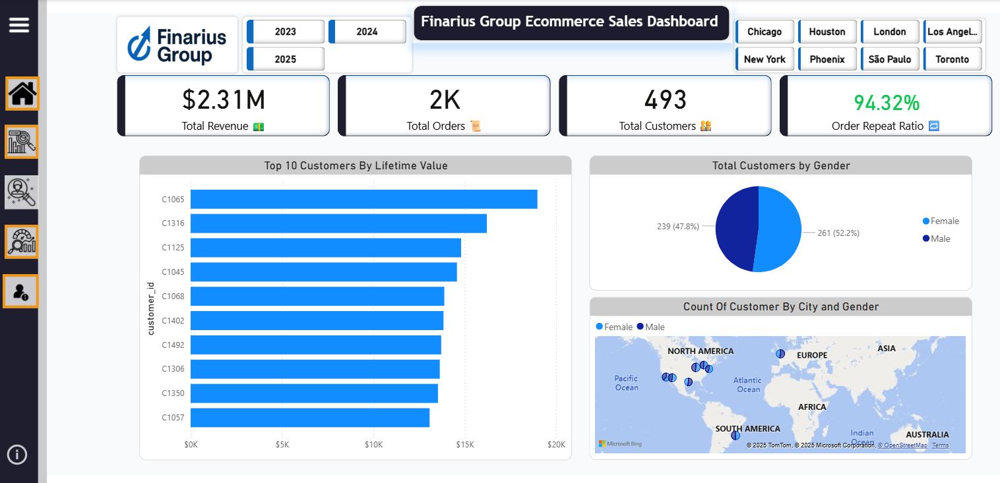 Finarius
Group
2023
2024
2025
Finarius Group Ecommerce Sales Dashboard
Chicago
Houston
London
Los Angel...
New York
Phoenix
São Paulo
Toronto
$2.31M
Total Revenue
2K
Total Orders
493
Total Customers
94.32%
Order Repeat Ratio
Top 10 Customers By Lifetime Value
customer_id
C1065
C1316
C1125
C1045
C1068
C1402
C1492
C1306
C1350
C1057
$0K
$5K
$10K
$15K
$20K
Total Customers by Gender
239 (47.8%)
261 (52.2%)
Female
Male
Count Of Customer By City and Gender
Female
Male
NORTH AMERICA
EUROPE
ASIA
Pacific
Ocean
Atlantic
Ocean
AFRICA
SOUTH AMERICA
Indian
Ocean
AUSTRALIA
Microsoft Bing
© 2025 TomTom, © 2025 Microsoft Corporation, © OpenStreetMap Terms